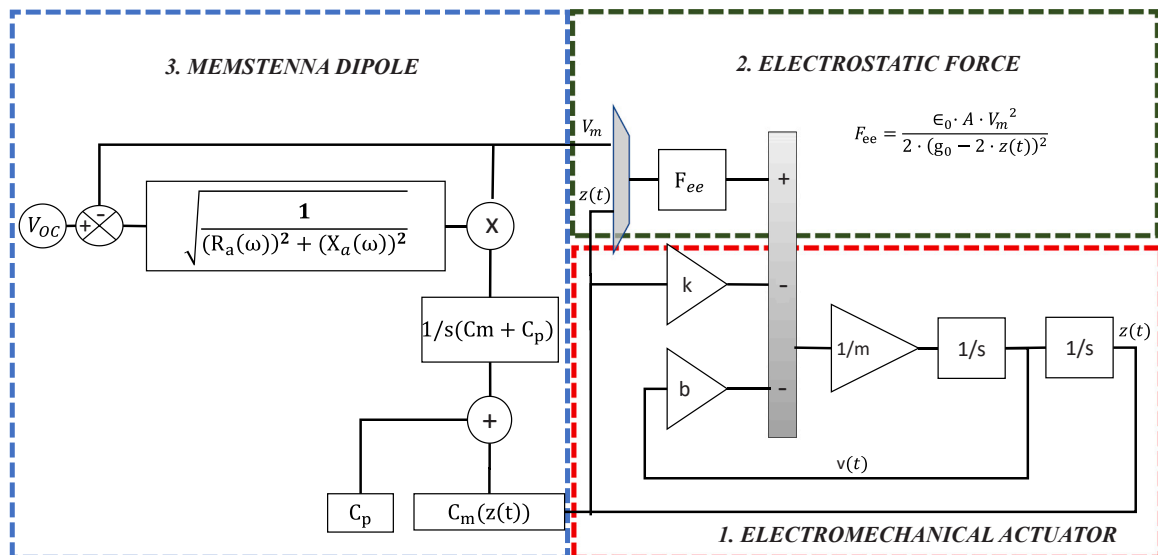 3. MEMSTENNA DIPOLE
2. ELECTROSTATIC FORCE
V_m
F_ee = ∈_0 · A · V_m^2 / 2 · (g_0 − 2 · z(t))^2
z(t)
F_ee
+
V_OC
+
-
√(1 / (R_a(ω))^2 + (X_a(ω))^2)
X
k
-
1/s(Cm + C_p)
1/m
1/s
1/s
z(t)
b
-
+
v(t)
C_p
C_m(z(t))
1. ELECTROMECHANICAL ACTUATOR